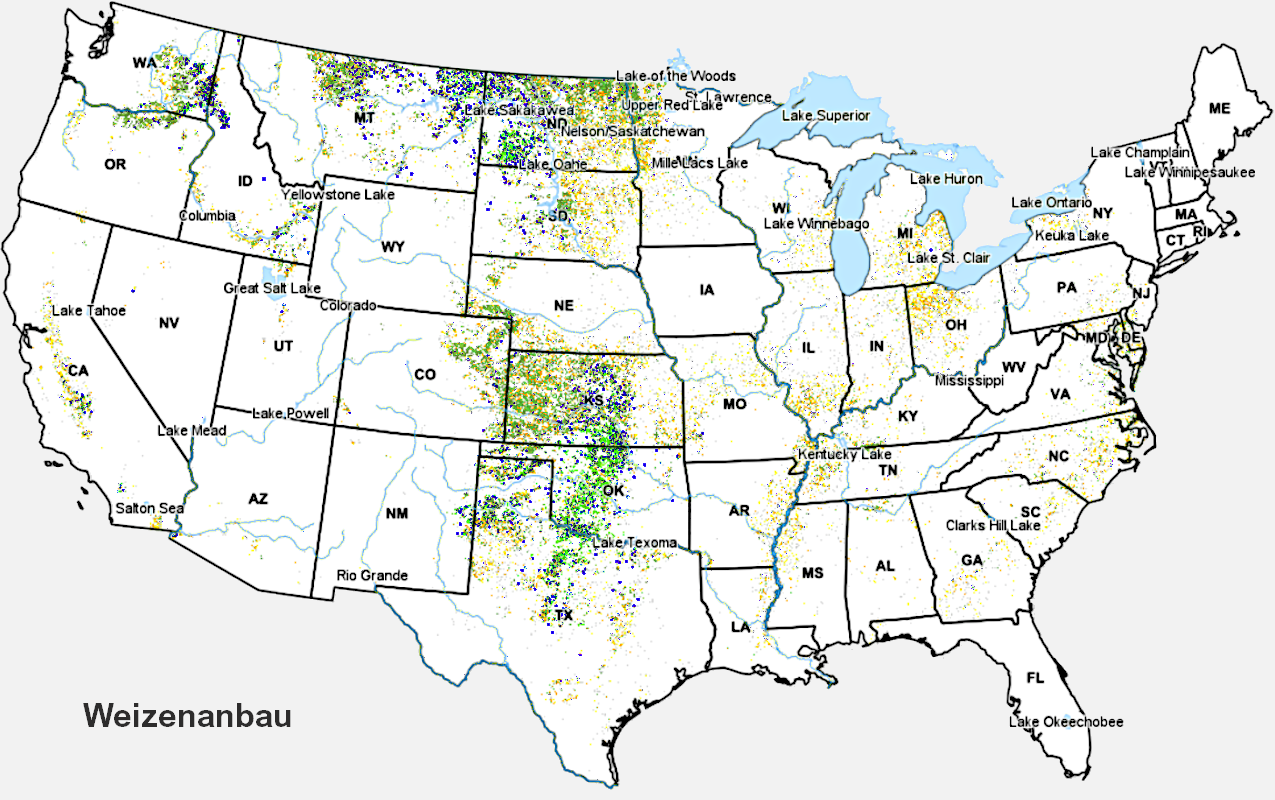 WA
Lake of the Woods
St. Lawrence
Upper Red Lake
Lake Sakakawea
MT
ND
Nelson/Saskatchewan
Lake Superior
ME
OR
Lake Oahe
Mille Lacs Lake
Lake Champlain
VT
Lake Winnipesaukee
ID
Yellowstone Lake
Lake Huron
Columbia
SD
WI
Lake Winnebago
MI
Lake Ontario
NY
MA
RI
CT
Keuka Lake
WY
Lake St. Clair
Great Salt Lake
Colorado
NE
IA
PA
NJ
Lake Tahoe
NV
UT
IL
IN
OH
MD
DE
CA
CO
KS
MO
Mississippi
WV
VA
KY
Lake Powell
Lake Mead
Kentucky Lake
TN
NC
AZ
NM
OK
AR
SC
Salton Sea
Clarks Hill Lake
Lake Texoma
MS
AL
GA
Rio Grande
TX
LA
FL
Weizenanbau
Lake Okeechobee